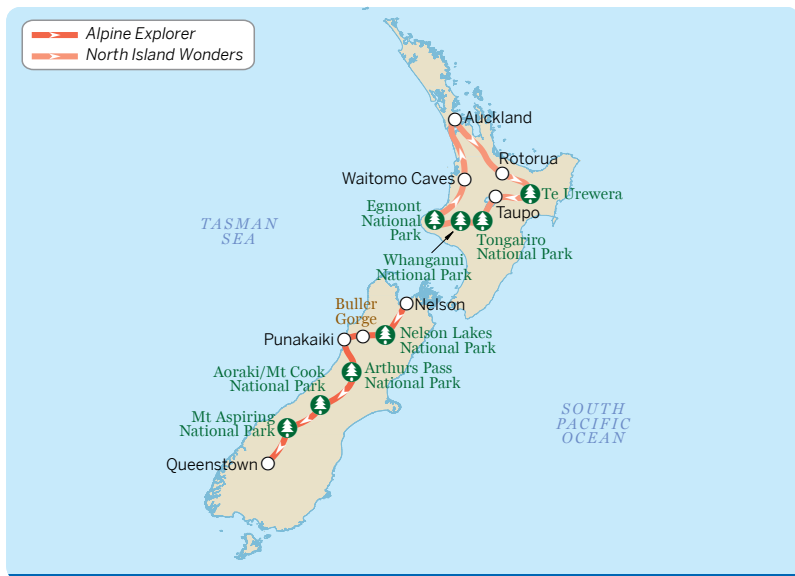 Alpine Explorer
North Island Wonders
Auckland
Rotorua
Waitomo Caves
Te Urewera
Egmont
National
Park
Taupo
TASMAN
SEA
Tongariro
National Park
Whanganui
National Park
Buller
Gorge
Nelson
Punakaiki
Nelson Lakes
National Park
Aoraki/Mt Cook
National Park
Arthurs Pass
National Park
Mt Aspiring
National Park
SOUTH
PACIFIC
OCEAN
Queenstown